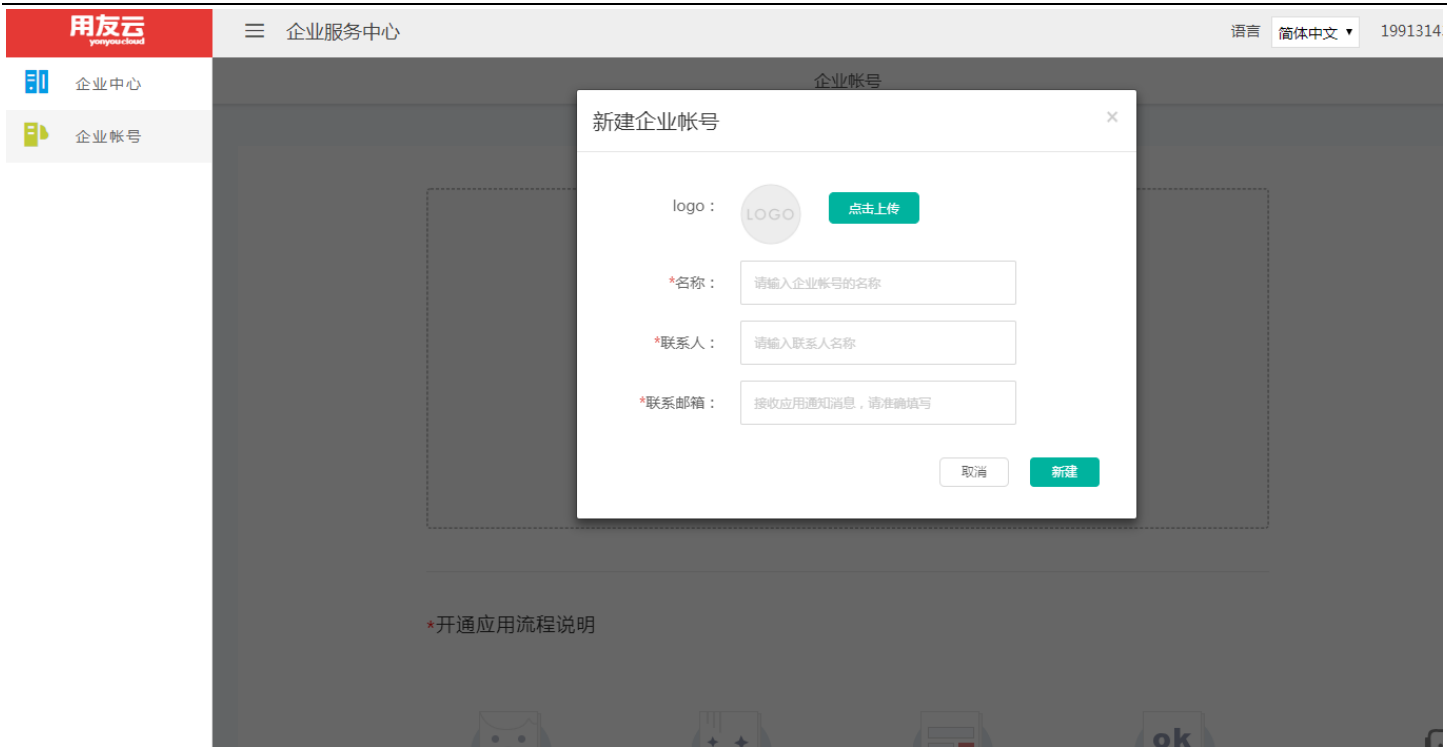 用友云
yonyoucloud
企业服务中心
语言 简体中文 1991314
企业中心
企业帐号
企业帐号
新建企业帐号
logo：
LOGO
点击上传
*名称：
请输入企业帐号的名称
*联系人：
请输入联系人名称
*联系邮箱：
接收应用通知消息，请准确填写
取消
新建
*开通应用流程说明
ok